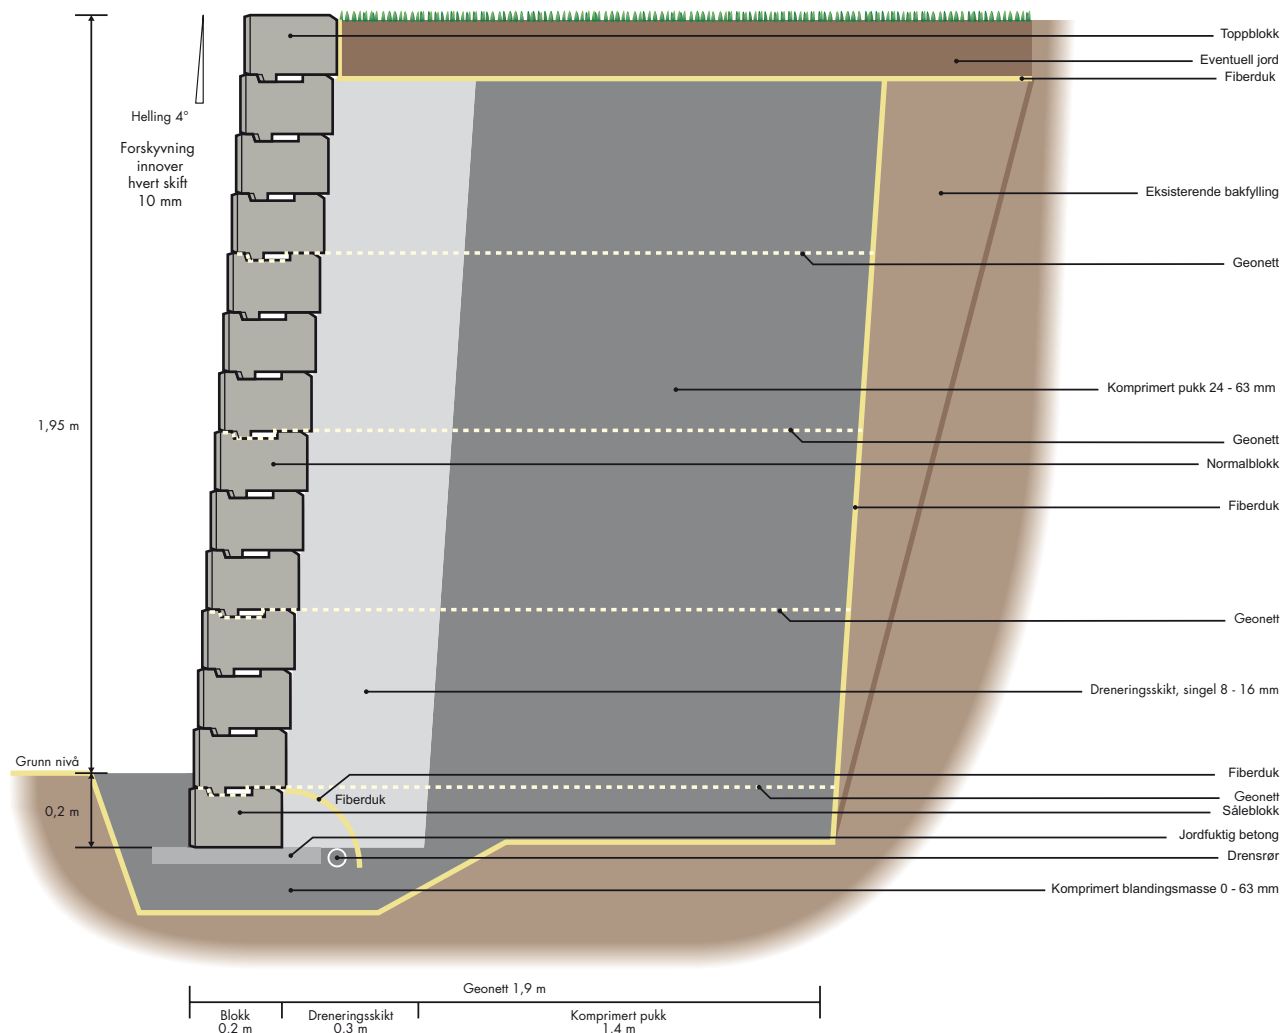 Toppblokk
Eventuell jord
Fiberduk
Helling 4°
Forskyvning
innover
hvert skift
10 mm
Eksisterende bakfylling
Geonett
Komprimert pukk 24 - 63 mm
1,95 m
Geonett
Normalblokk
Fiberduk
Geonett
Dreneringsskikt, singel 8 - 16 mm
Grunn nivå
Fiberduk
Fiberduk
Geonett
0,2 m
Såleblokk
Jordfuktig betong
Drensrør
Komprimert blandingsmasse 0 - 63 mm
Geonett 1,9 m
Blokk
0.2 m
Dreneringsskikt
0.3 m
Komprimert pukk
1.4 m